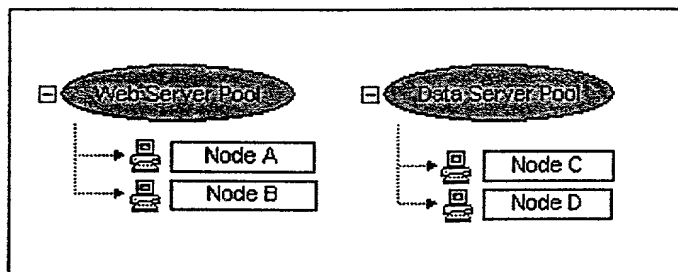 Web Server Pool
Node A
Node B
Data Server Pool
Node C
Node D